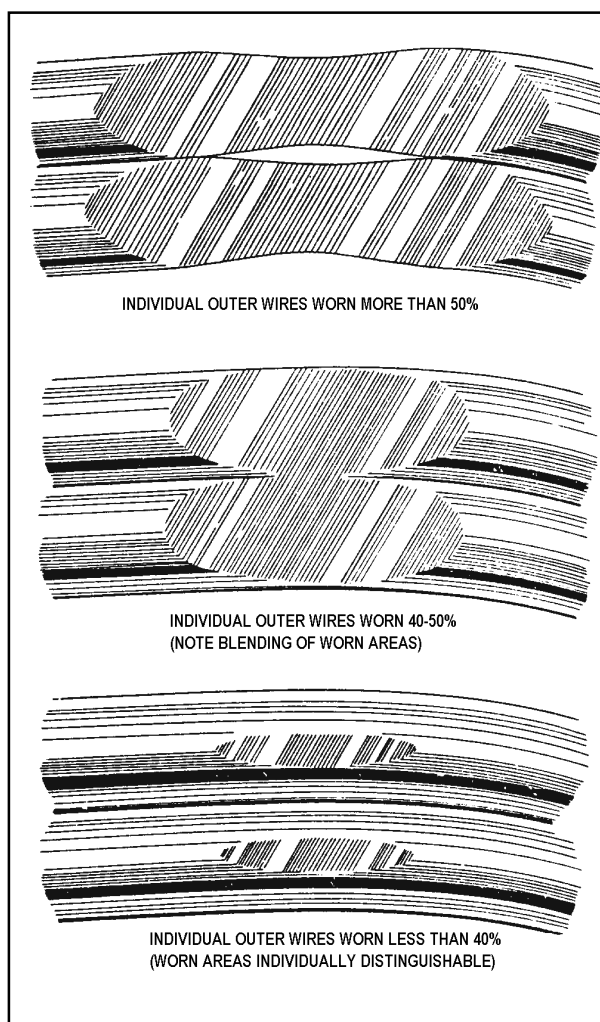 INDIVIDUAL OUTER WIRES WORN MORE THAN 50%
INDIVIDUAL OUTER WIRES WORN 40-50%
(NOTE BLENDING OF WORN AREAS)
INDIVIDUAL OUTER WIRES WORN LESS THAN 40%
(WORN AREAS INDIVIDUALLY DISTINGUISHABLE)